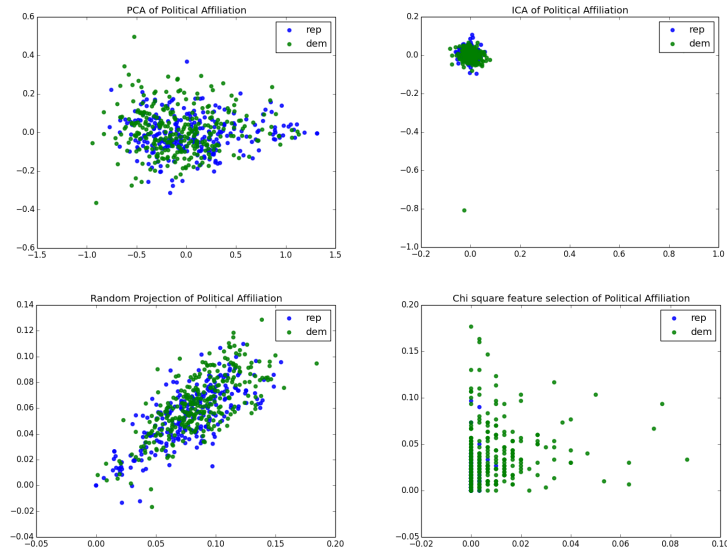 PCA of Political Affiliation
0.6
0.4
0.2
0.0
−0.2
−0.4
−0.6
−1.5 −1.0 −0.5 0.0 0.5 1.0 1.5
rep
dem
ICA of Political Affiliation
0.2
0.0
−0.2
−0.4
−0.6
−0.8
−1.0
−0.2 0.0 0.2 0.4 0.6 0.8 1.0
rep
dem
Random Projection of Political Affiliation
0.14
0.12
0.10
0.08
0.06
0.04
0.02
0.00
−0.02
−0.04
−0.05 0.00 0.05 0.10 0.15 0.20
rep
dem
Chi square feature selection of Political Affiliation
0.20
0.15
0.10
0.05
0.00
−0.05
−0.02 0.00 0.02 0.04 0.06 0.08 0.10
rep
dem